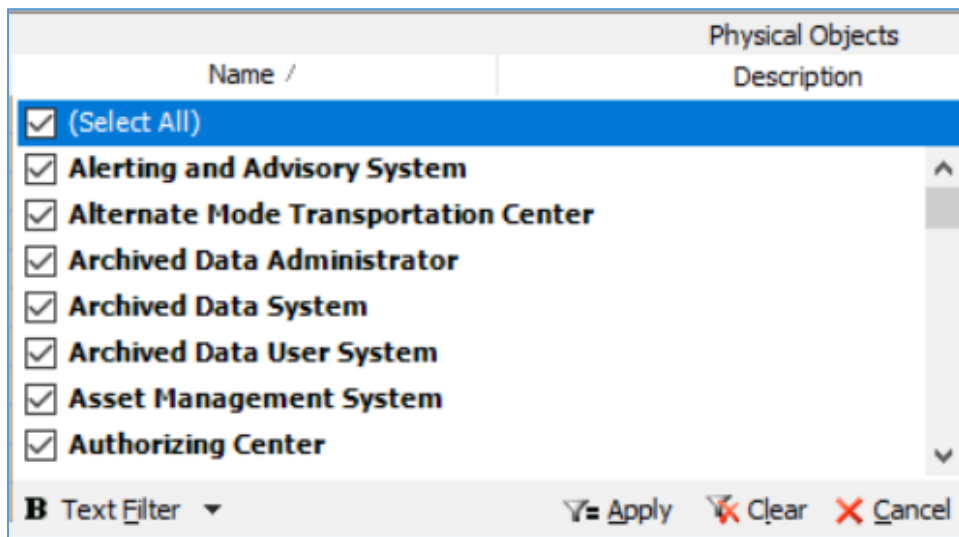 Physical Objects
Name / Description
(Select All)
Alerting and Advisory System
Alternate Mode Transportation Center
Archived Data Administrator
Archived Data System
Archived Data User System
Asset Management System
Authorizing Center
B Text Filter Apply Clear Cancel